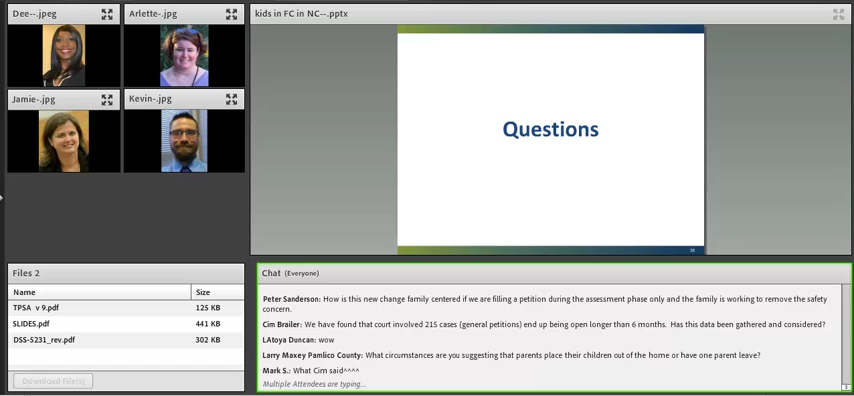 Dee--.jpeg
Arlette-.jpg
kids in FC in NC--.pptx
Jamie-.jpg
Kevin-.jpg
Questions
38
Files 2
Name Size
TPSA v 9.pdf 125 KB
SLIDES.pdf 441 KB
DSS-5231_rev.pdf 302 KB
Download File(s)
Chat (Everyone)
Peter Sanderson: How is this new change family centered if we are filling a petition during the assessment phase only and the family is working to remove the safety
concern.
Cim Brailer: We have found that court involved 215 cases (general petitions) end up being open longer than 6 months. Has this data been gathered and considered?
LAtoya Duncan: wow
Larry Maxey Pamlico County: What circumstances are you suggesting that parents place their children out of the home or have one parent leave?
Mark S.: What Cim said^^^^
Multiple Attendees are typing...